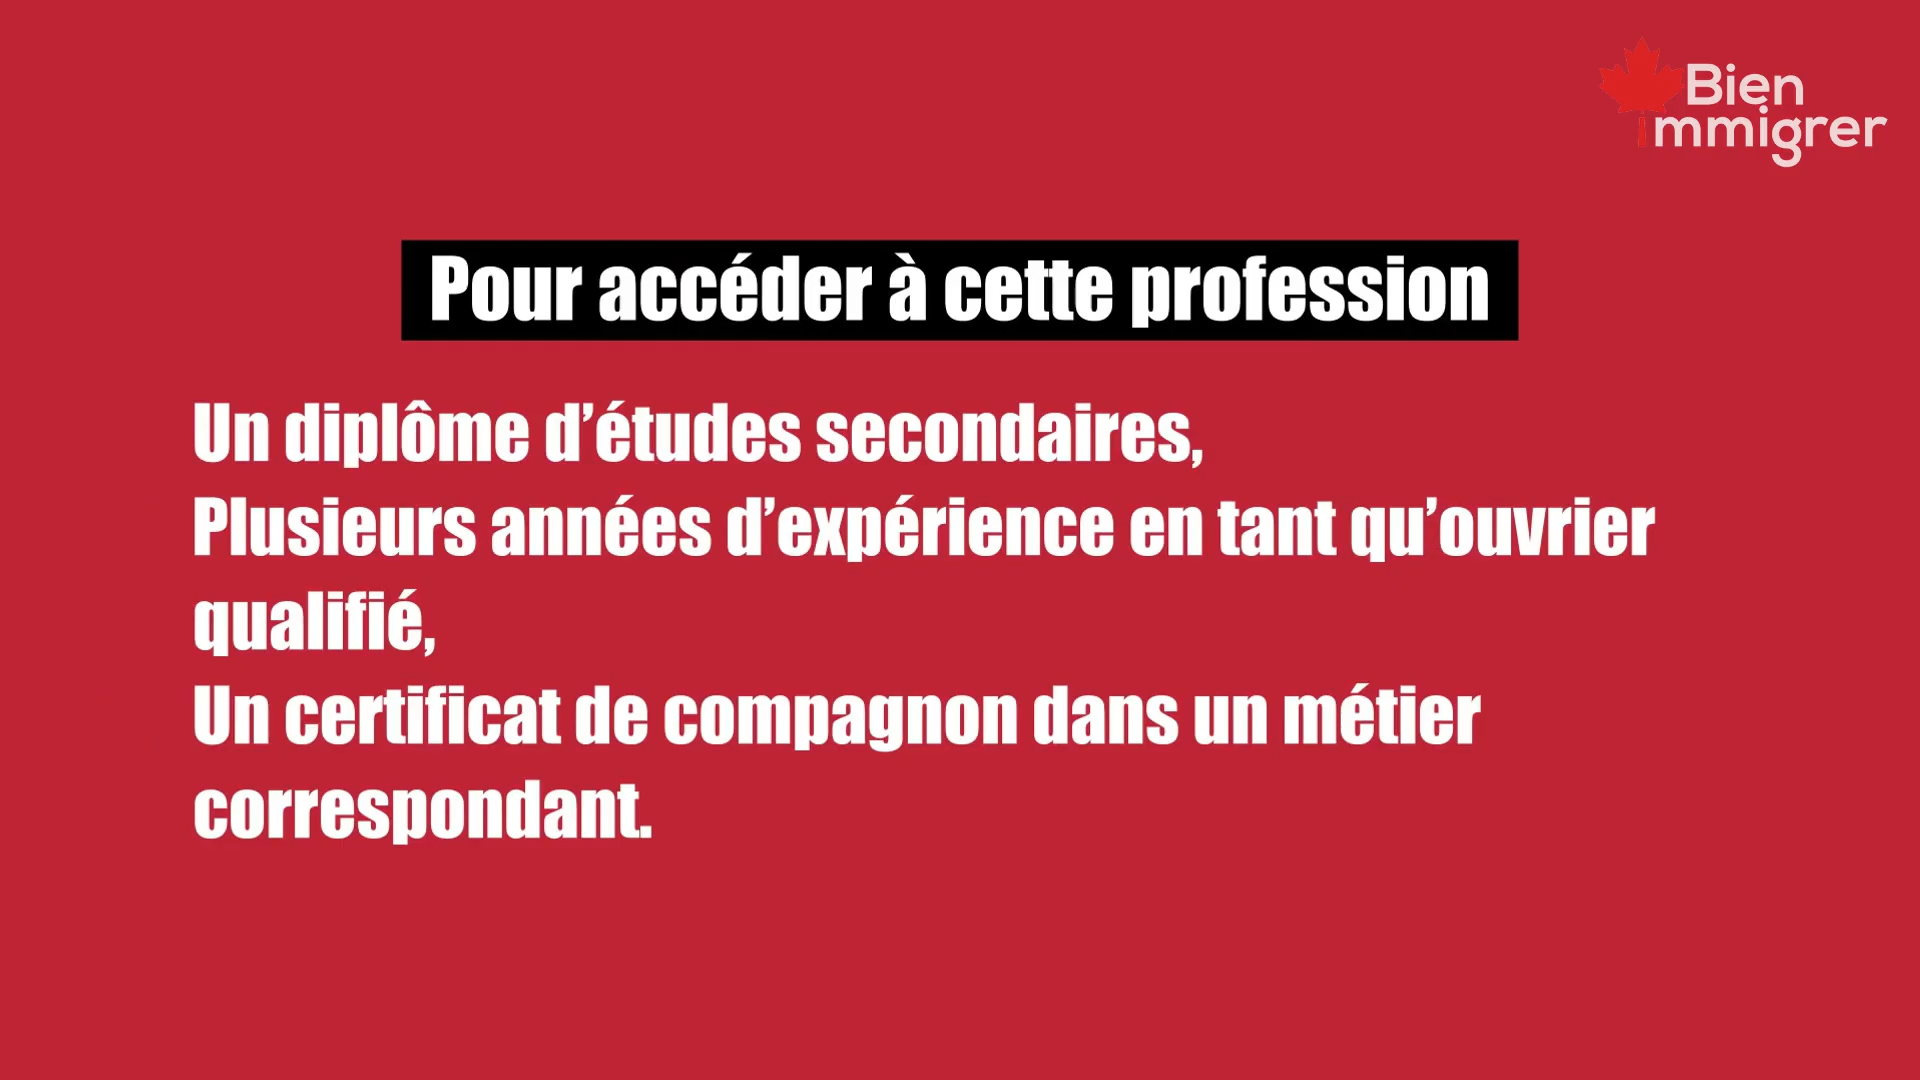 Bien
immigrer
Pour accéder à cette profession
Un diplôme d’études secondaires,
Plusieurs années d’expérience en tant qu’ouvrier
qualifié,
Un certificat de compagnon dans un métier
correspondant.